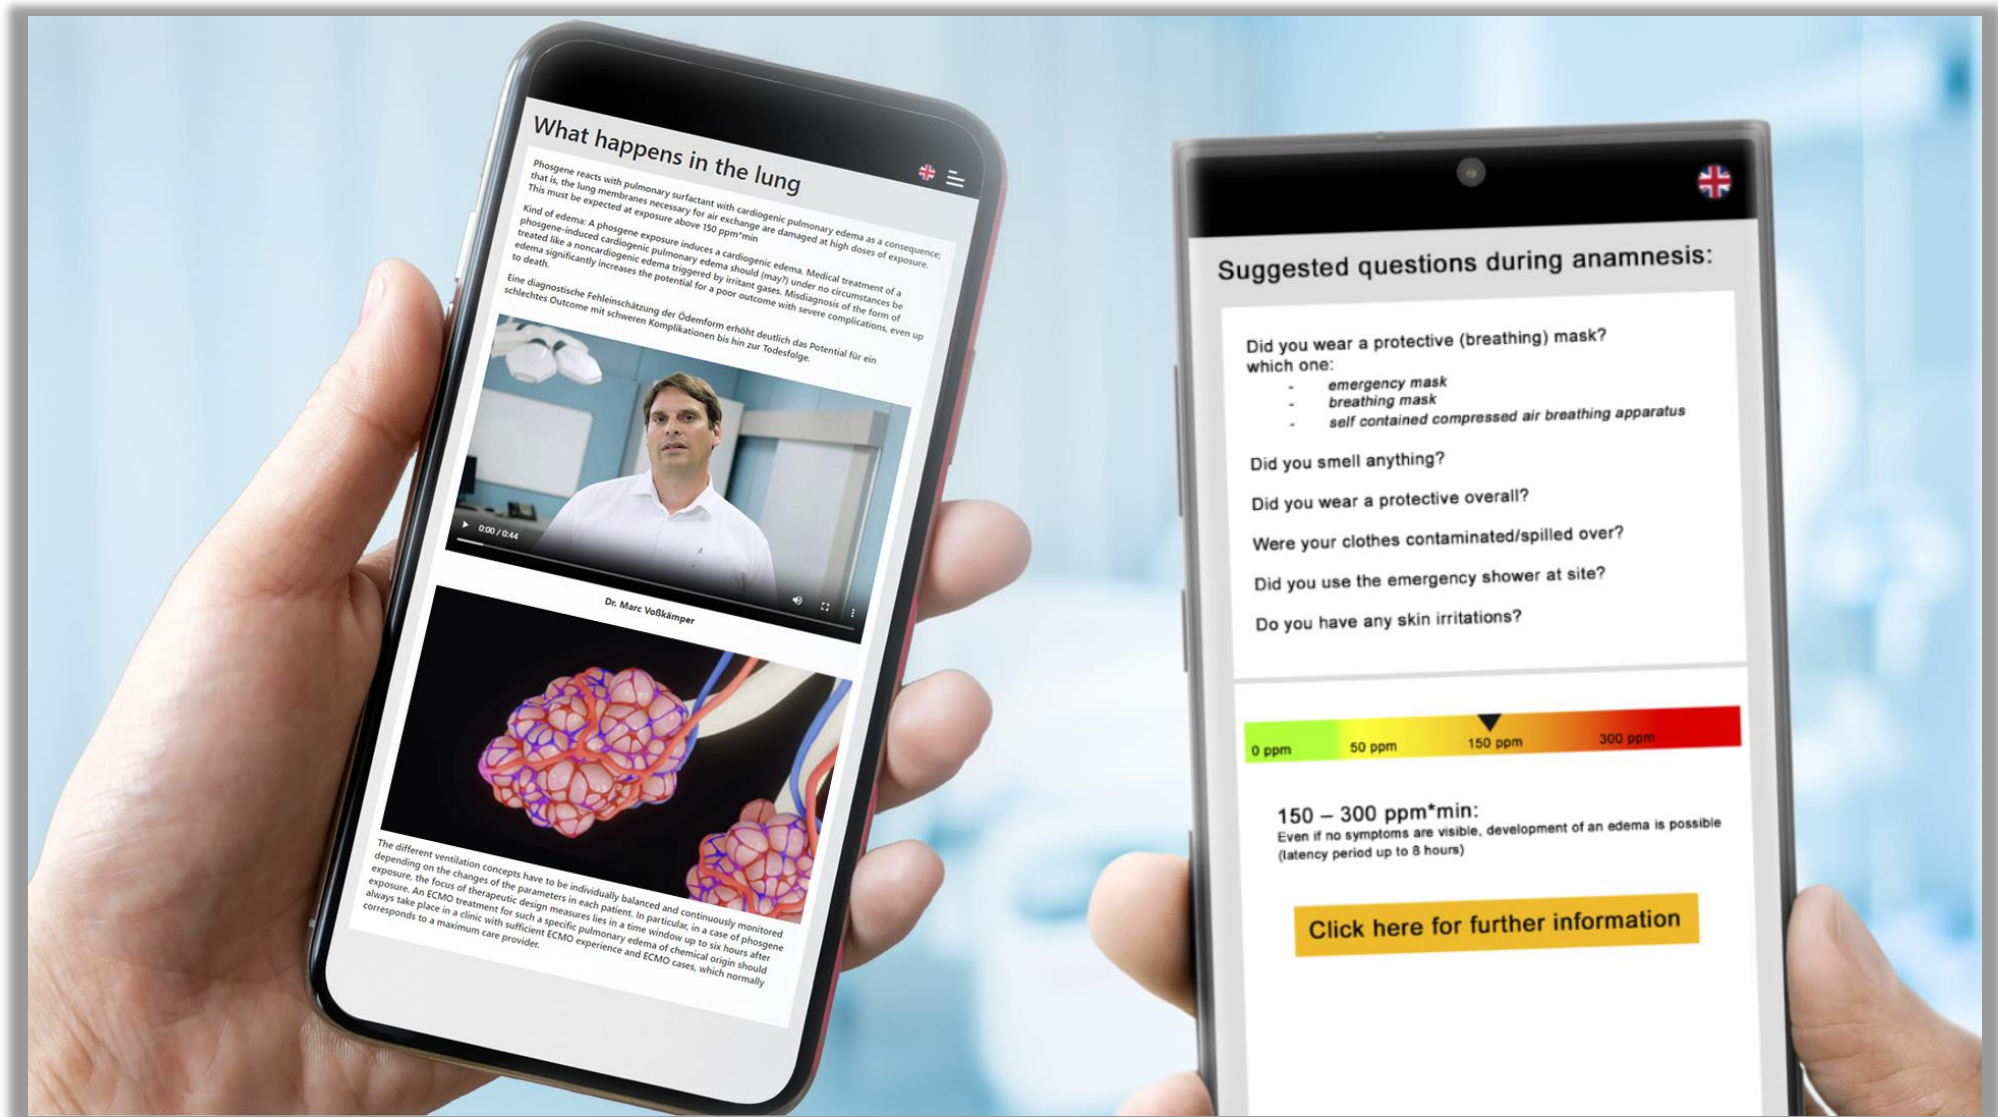 What happens in the lung
Phosgene reacts with pulmonary surfactant with cardiogenic pulmonary edema as a consequence;
that is, the lung membranes necessary for air exchange are damaged at high doses of exposure.
This must be expected at exposure above 150 ppm*min
Kind of edema: A phosgene exposure induces a cardiogenic edema. Medical treatment of a
phosgene-induced cardiogenic pulmonary edema should (may?) under no circumstances be
treated like a noncardiogenic edema triggered by irritant gases. Misdiagnosis of the form of
edema significantly increases the potential for a poor outcome with severe complications, even up
to death.
Eine diagnostische Fehleinschätzung der Ödemform erhöht deutlich das Potential für ein
schlechtes Outcome mit schweren Komplikationen bis hin zur Todesfolge.
0:00 / 0:44
Dr. Marc Voßkämper
The different ventilation concepts have to be individually balanced and continuously monitored
depending on the changes of the parameters in each patient. In particular, in a case of phosgene
exposure, the focus of therapeutic design measures lies in a time window up to six hours after
exposure. An ECMO treatment for such a specific pulmonary edema of chemical origin should
always take place in a clinic with sufficient ECMO experience and ECMO cases, which normally
corresponds to a maximum care provider.
Suggested questions during anamnesis:
Did you wear a protective (breathing) mask?
which one:
- emergency mask
- breathing mask
- self contained compressed air breathing apparatus
Did you smell anything?
Did you wear a protective overall?
Were your clothes contaminated/spilled over?
Did you use the emergency shower at site?
Do you have any skin irritations?
0 ppm 50 ppm 150 ppm 300 ppm
150 – 300 ppm*min:
Even if no symptoms are visible, development of an edema is possible
(latency period up to 8 hours)
Click here for further information